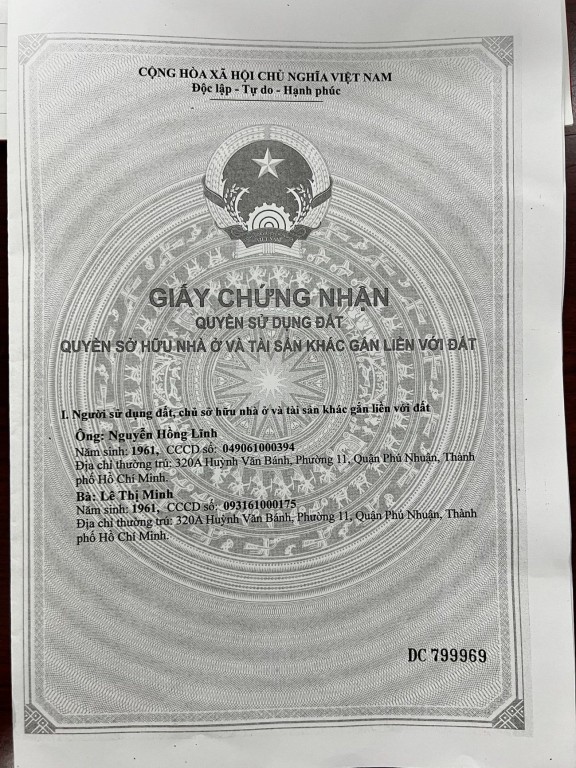 CỘNG HÒA XÃ HỘI CHỦ NGHĨA VIỆT NAM
Độc lập - Tự do - Hạnh phúc
VIỆT NAM
GIẤY CHỨNG NHẬN
QUYỀN SỬ DỤNG ĐẤT
QUYỀN SỞ HỮU NHÀ Ở VÀ TÀI SẢN KHÁC GẮN LIỀN VỚI ĐẤT
I. Người sử dụng đất, chủ sở hữu nhà ở và tài sản khác gắn liền với đất
Ông: Nguyễn Hồng Lĩnh
Năm sinh: 1961, CCCD số: 049061000394
Địa chỉ thường trú: 320A Huỳnh Văn Bánh, Phường 11, Quận Phú Nhuận, Thành
phố Hồ Chí Minh.
Bà: Lê Thị Minh
Năm sinh: 1961, CCCD số: 093161000175
Địa chỉ thường trú: 320A Huỳnh Văn Bánh, Phường 11, Quận Phú Nhuận, Thành
phố Hồ Chí Minh.
DC 799969